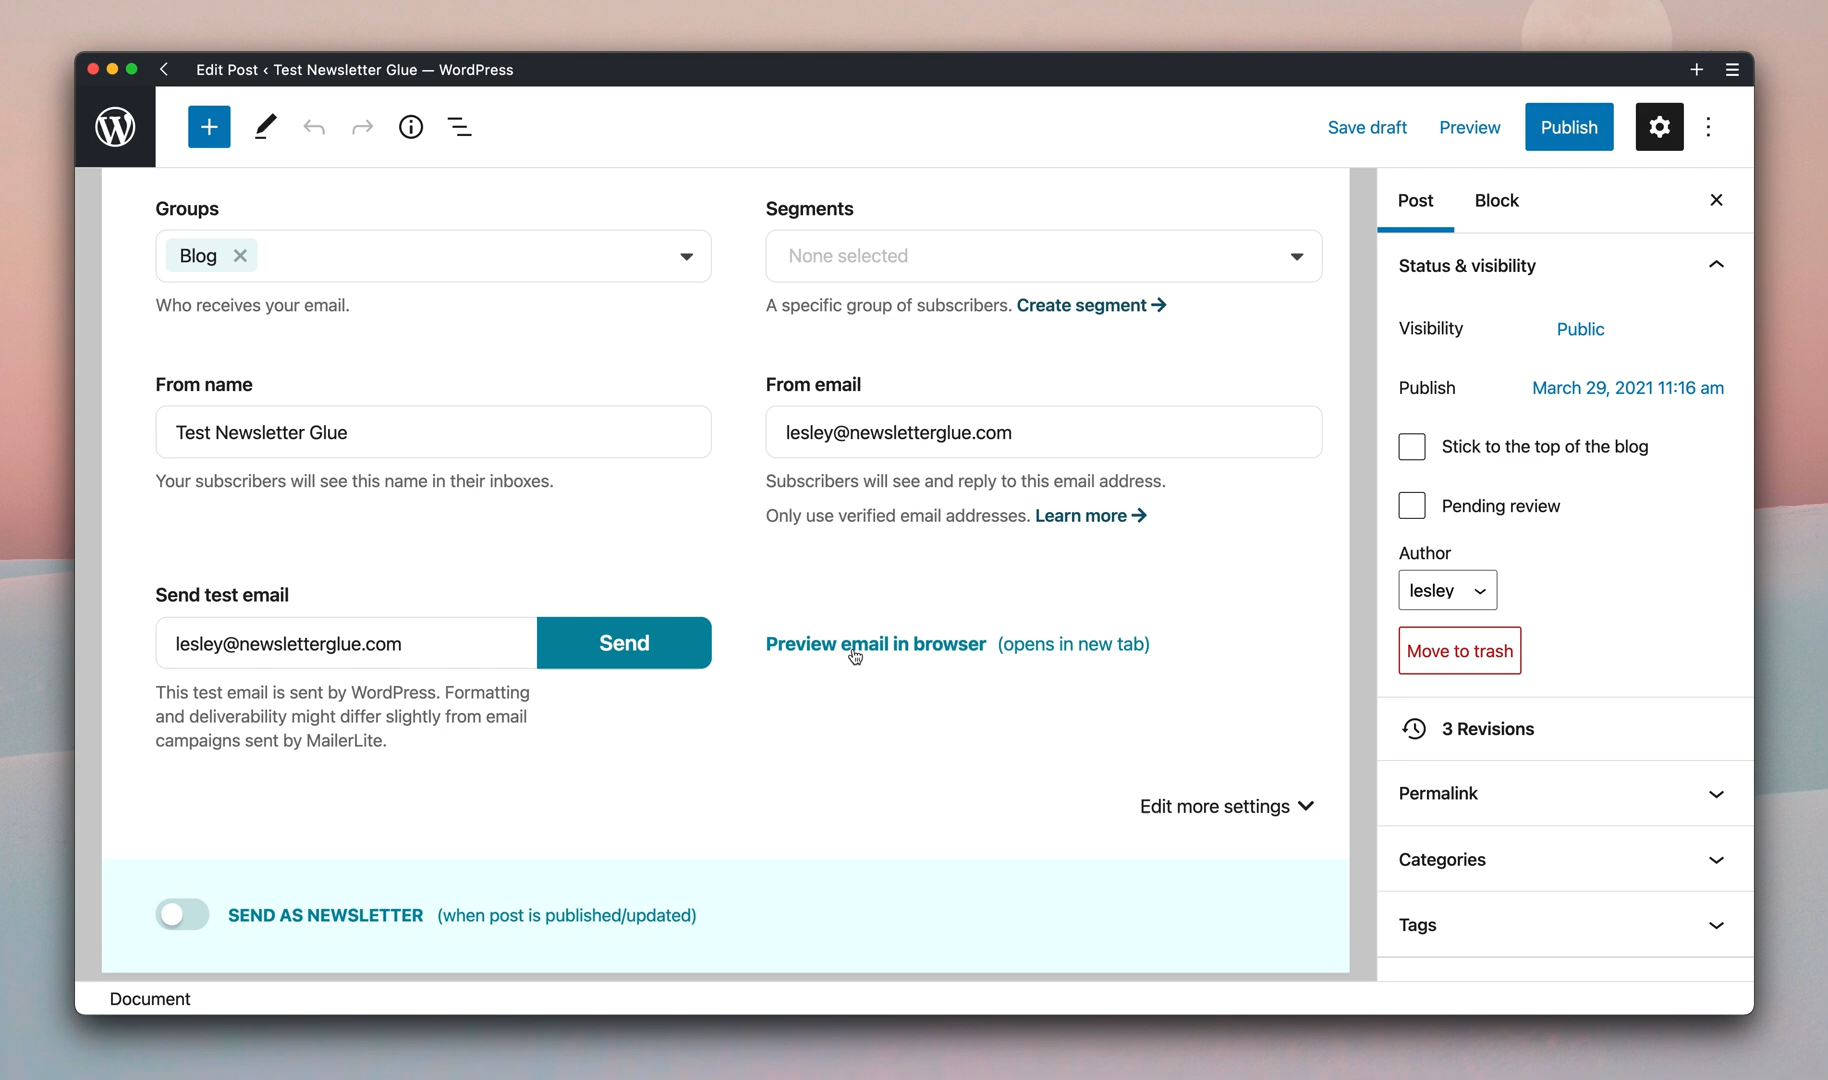 Edit Post ‹ Test Newsletter Glue — WordPress
Save draft
Preview
Publish
Groups
Blog
Who receives your email.
Segments
None selected
A specific group of subscribers. Create segment →
From name
Test Newsletter Glue
Your subscribers will see this name in their inboxes.
From email
lesley@newsletterglue.com
Subscribers will see and reply to this email address.
Only use verified email addresses. Learn more →
Send test email
lesley@newsletterglue.com
Send
This test email is sent by WordPress. Formatting
and deliverability might differ slightly from email
campaigns sent by MailerLite.
Preview email in browser (opens in new tab)
Edit more settings
SEND AS NEWSLETTER (when post is published/updated)
Document
Post
Block
Status & visibility
Visibility
Public
Publish
March 29, 2021 11:16 am
Stick to the top of the blog
Pending review
Author
lesley
Move to trash
3 Revisions
Permalink
Categories
Tags